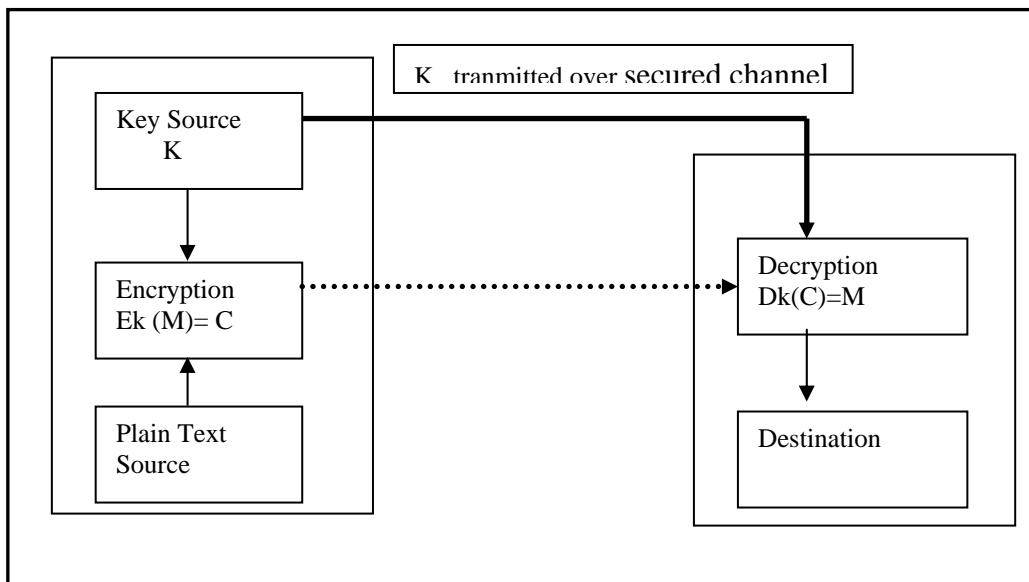 K tranmitted over secured channel
Key Source
K
Encryption
Ek (M)= C
Plain Text
Source
Decryption
Dk(C)=M
Destination